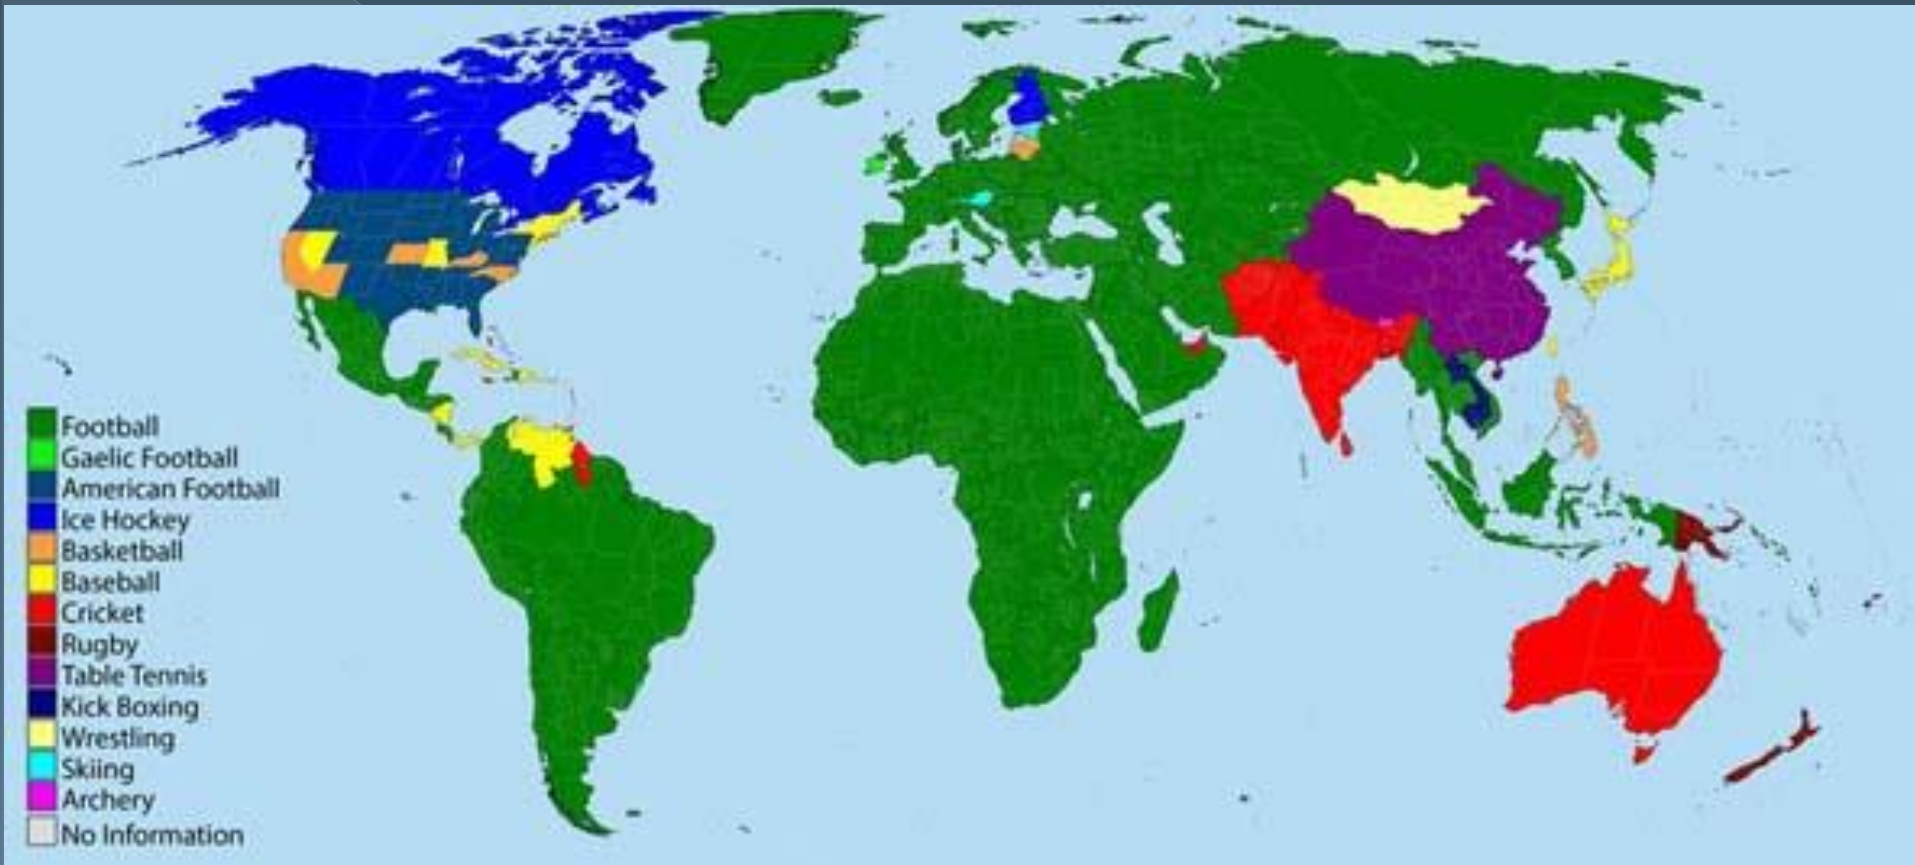 Football
Gaelic Football
American Football
Ice Hockey
Basketball
Baseball
Cricket
Rugby
Table Tennis
Kick Boxing
Wrestling
Skiing
Archery
No Information